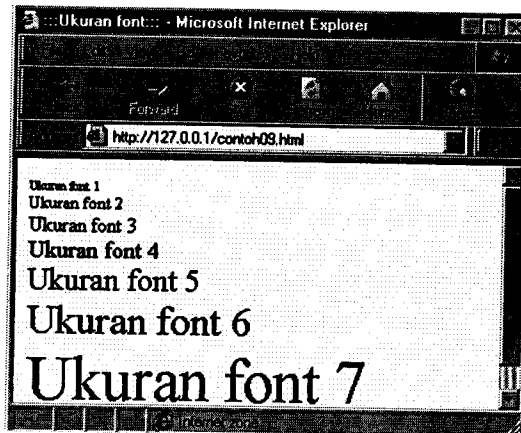 :::Ukuran font::: - Microsoft Internet Explorer
Forward
http://127.0.0.1/contoh09.html
Ukuran font 1
Ukuran font 2
Ukuran font 3
Ukuran font 4
Ukuran font 5
Ukuran font 6
Ukuran font 7
Internet zone